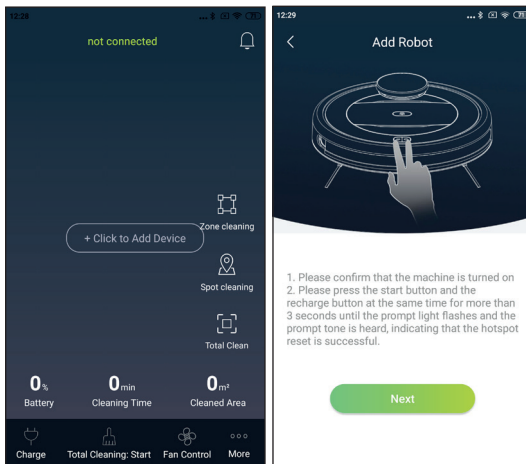 12:28
not connected
Zone cleaning
+ Click to Add Device
Spot cleaning
Total Clean
0% 0min 0m²
Battery Cleaning Time Cleaned Area
Charge Total Cleaning: Start Fan Control More
12:29
Add Robot
1. Please confirm that the machine is turned on
2. Please press the start button and the
recharge button at the same time for more than
3 seconds until the prompt light flashes and the
prompt tone is heard, indicating that the hotspot
reset is successful.
Next